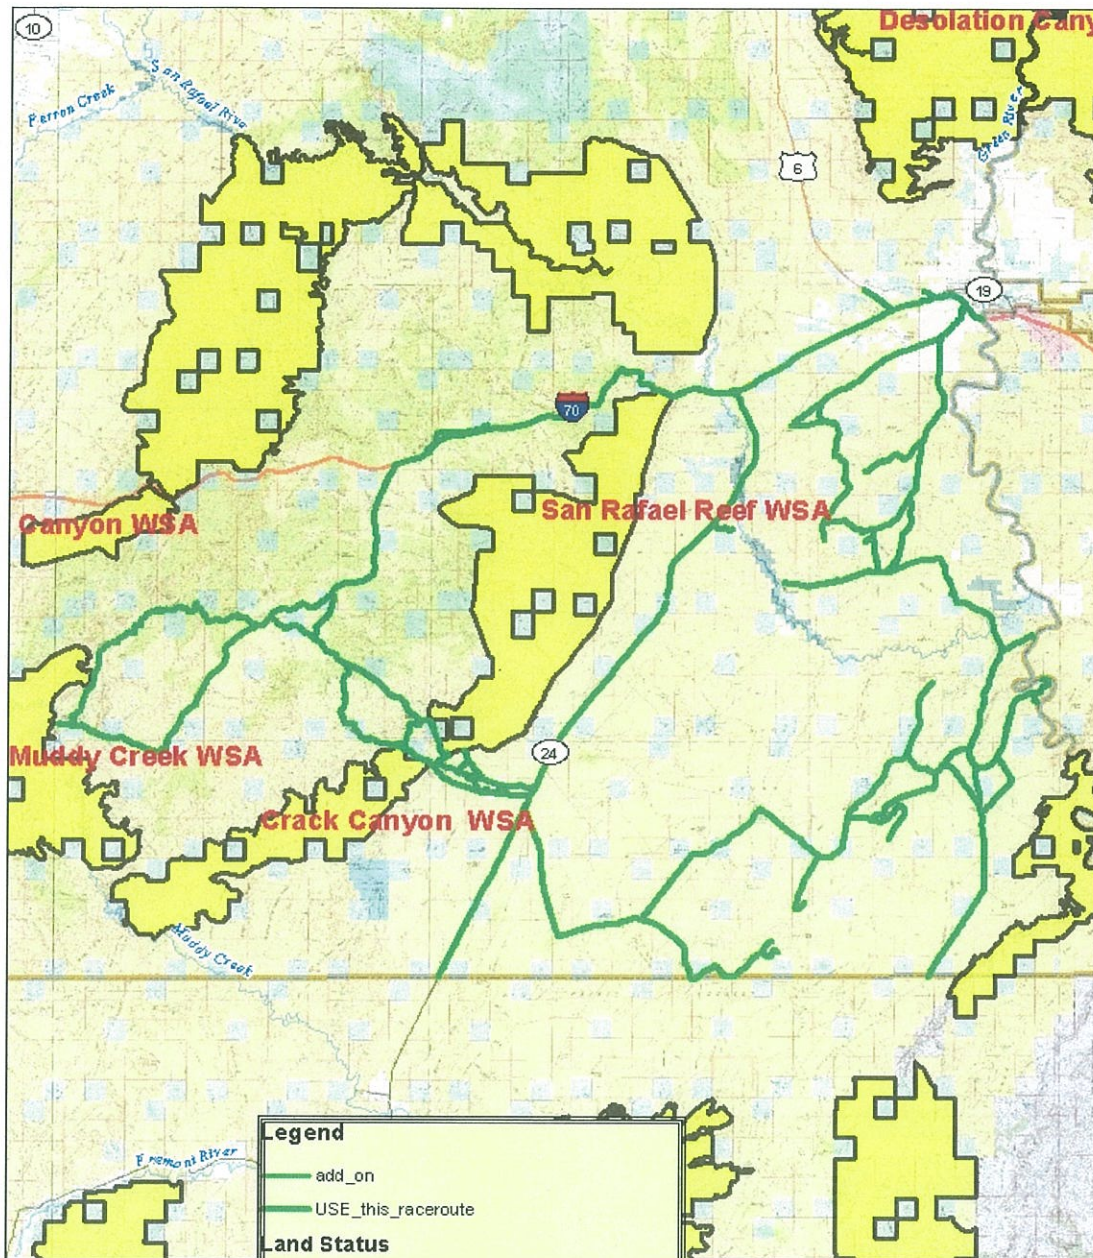 10
Desolation Cany
San Rafael Rive
Ferron Creek
Green River
6
19
70
Canyon WSA
San Rafael Reef WSA
24
Muddy Creek WSA
Crack Canyon WSA
Muddy Creek
Fremont River
Legend
add_on
USE_this_raceroute
Land Status